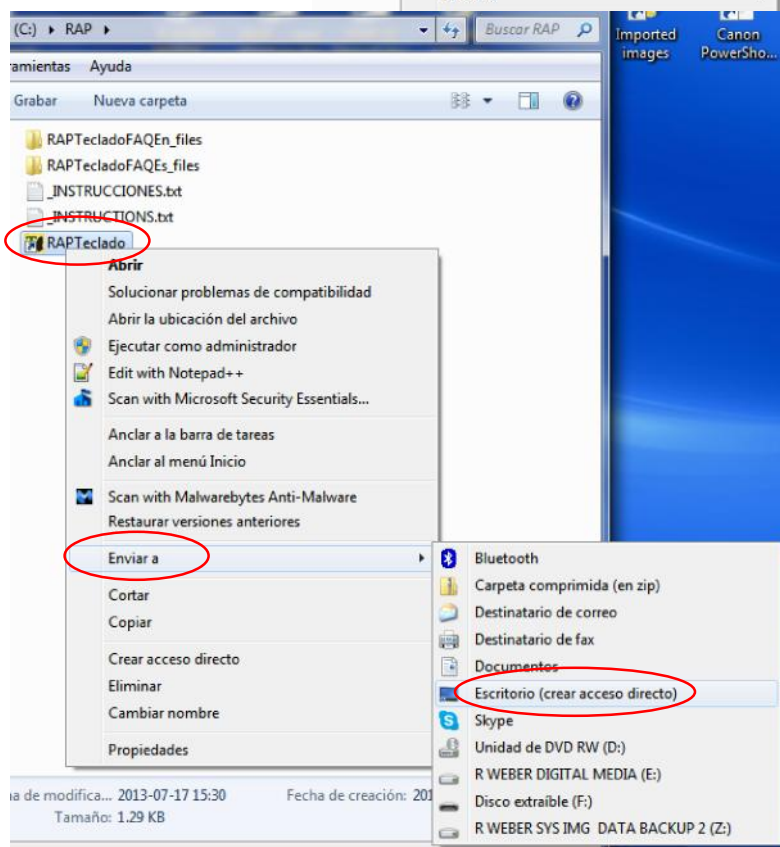 (C:) ▸ RAP ▸
Buscar RAP
Imported images
Canon PowerSho...
ramientas Ayuda
Grabar Nueva carpeta
RAPTecladoFAQEn_files
RAPTecladoFAQEs_files
_INSTRUCCIONES.txt
_INSTRUCTIONS.txt
RAPTeclado
Abrir
Solucionar problemas de compatibilidad
Abrir la ubicación del archivo
Ejecutar como administrador
Edit with Notepad++
Scan with Microsoft Security Essentials...
Anclar a la barra de tareas
Anclar al menú Inicio
Scan with Malwarebytes Anti-Malware
Restaurar versiones anteriores
Enviar a
Cortar
Copiar
Crear acceso directo
Eliminar
Cambiar nombre
Propiedades
Bluetooth
Carpeta comprimida (en zip)
Destinatario de correo
Destinatario de fax
Documentos
Escritorio (crear acceso directo)
Skype
Unidad de DVD RW (D:)
R WEBER DIGITAL MEDIA (E:)
Disco extraíble (F:)
R WEBER SYS IMG DATA BACKUP 2 (Z:)
a de modifica... 2013-07-17 15:30 Fecha de creación: 201
Tamaño: 1.29 KB